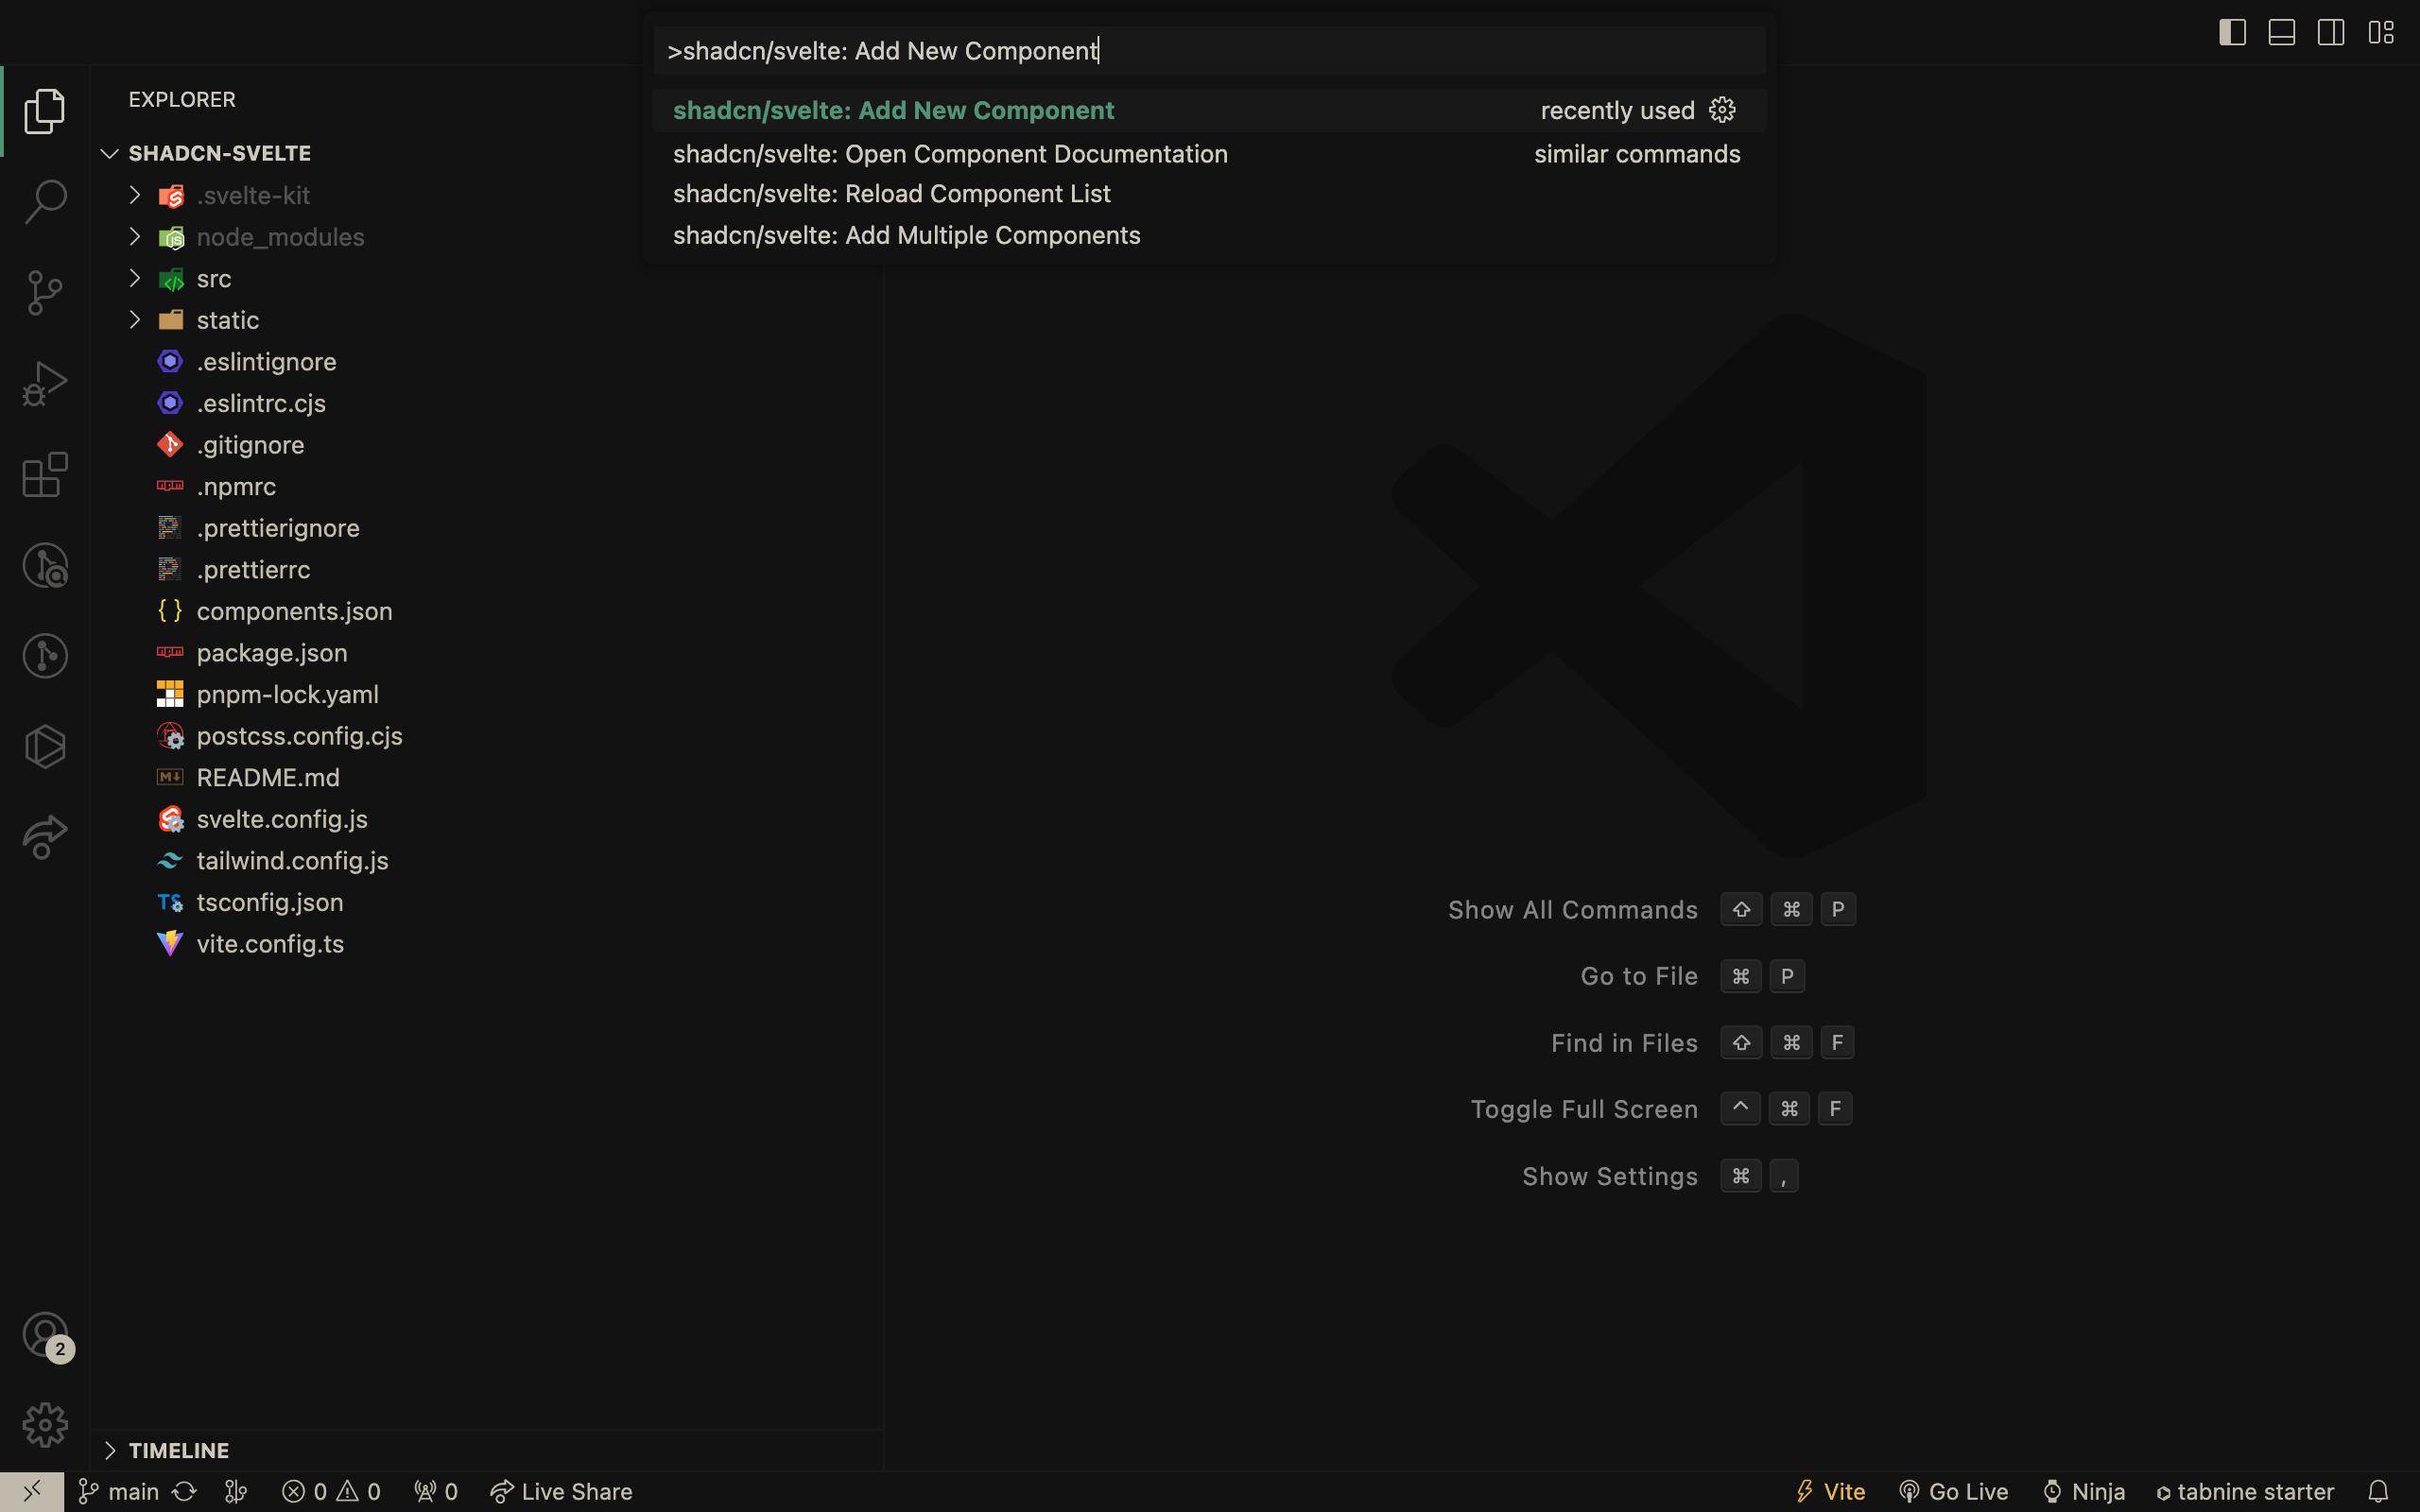 >shadcn/svelte: Add New Component
shadcn/svelte: Add New Component recently used
shadcn/svelte: Open Component Documentation similar commands
shadcn/svelte: Reload Component List
shadcn/svelte: Add Multiple Components
EXPLORER
SHADCN-SVELTE
.svelte-kit
node_modules
src
static
.eslintignore
.eslintrc.cjs
.gitignore
.npmrc
.prettierignore
.prettierrc
components.json
package.json
pnpm-lock.yaml
postcss.config.cjs
README.md
svelte.config.js
tailwind.config.js
tsconfig.json
vite.config.ts
Show All Commands ⇧ ⌘ P
Go to File ⌘ P
Find in Files ⇧ ⌘ F
Toggle Full Screen ^ ⌘ F
Show Settings ⌘ ,
2
TIMELINE
main 0 0 0 Live Share Vite Go Live Ninja tabnine starter